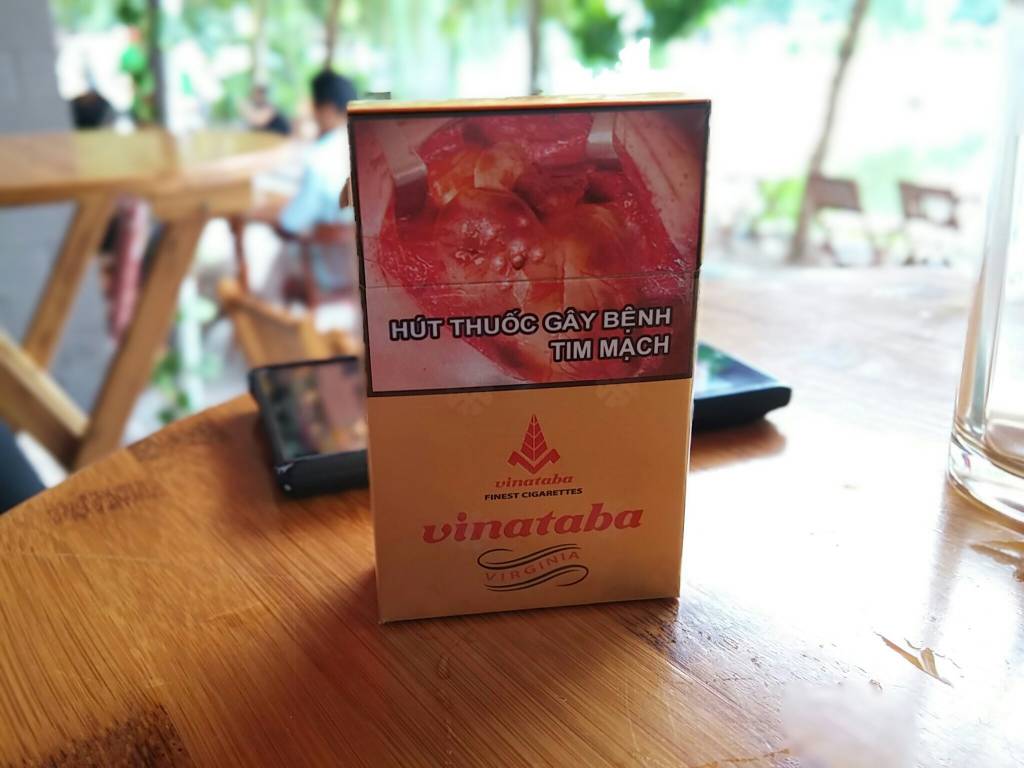 HÚT THUỐC GÂY BỆNH
TIM MẠCH
vinataba
FINEST CIGARETTES
vinataba
VIRGINIA